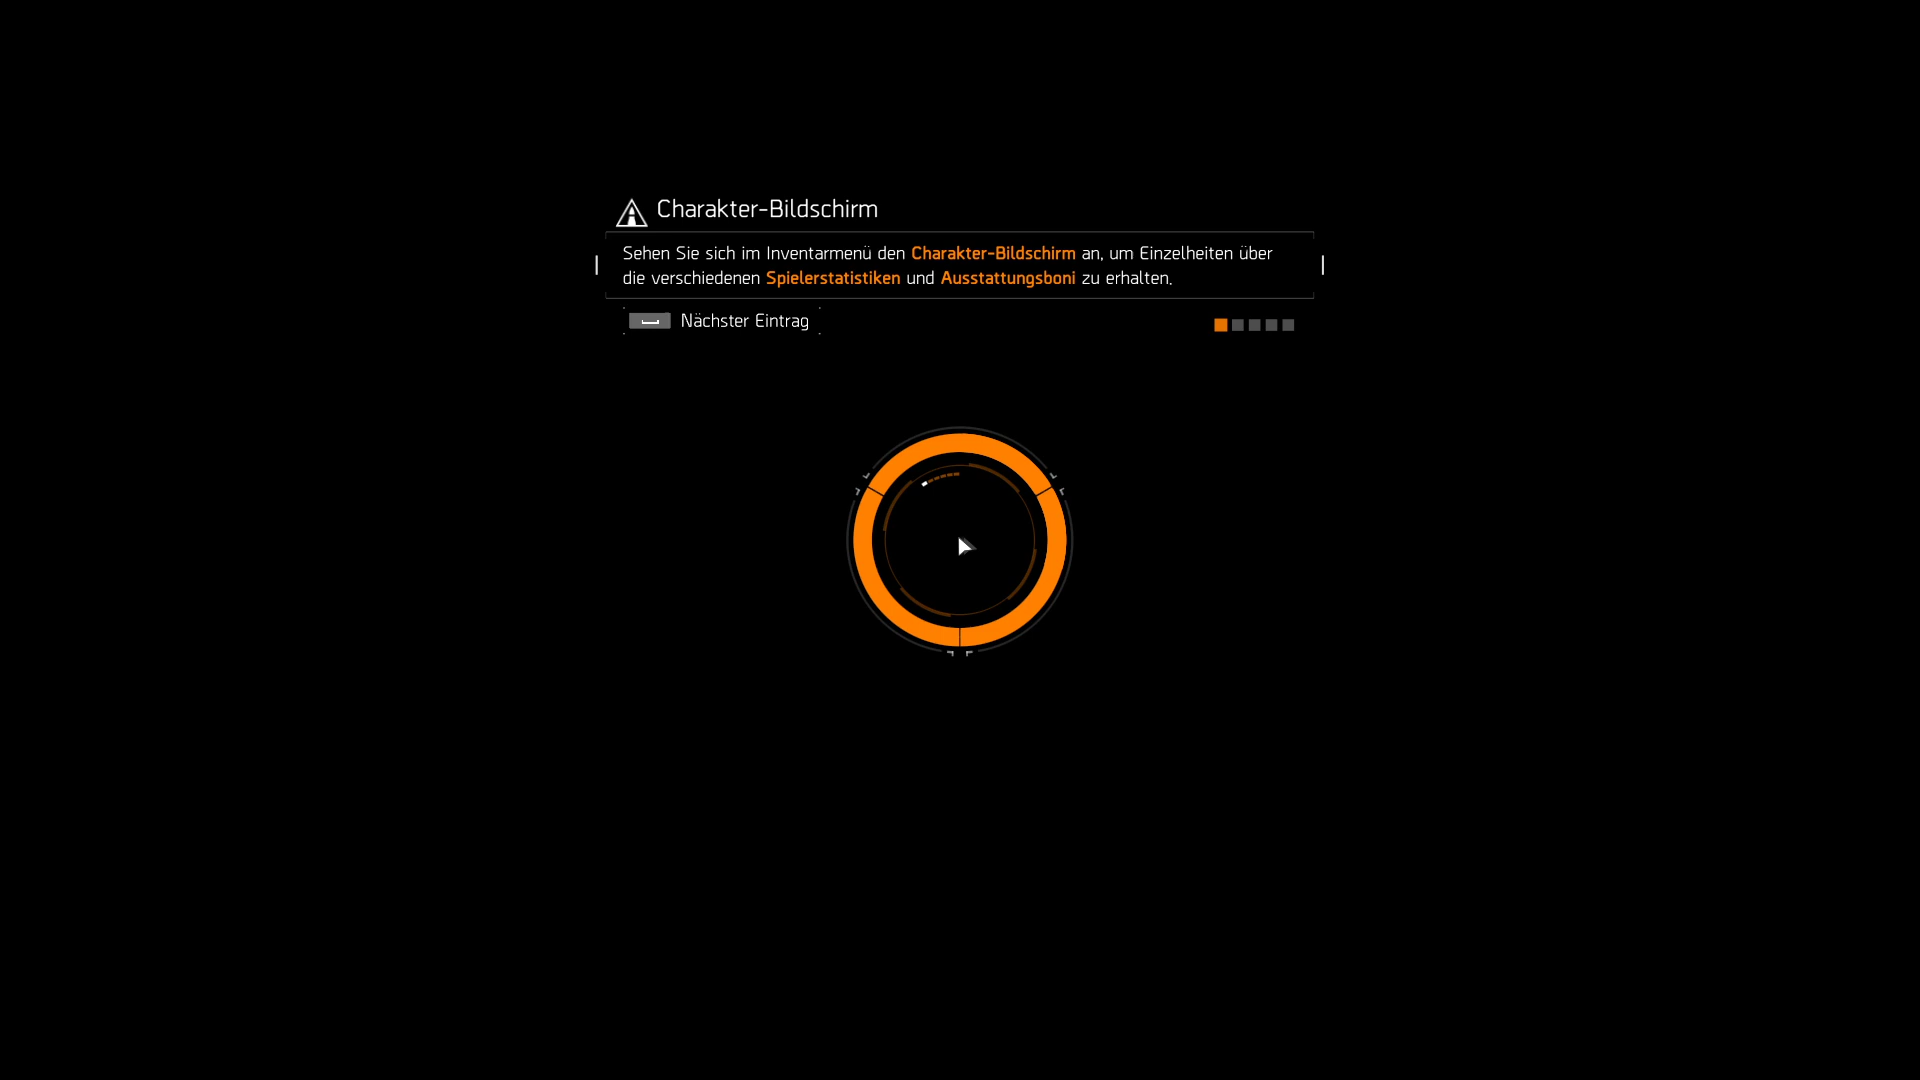 Charakter-Bildschirm
Sehen Sie sich im Inventarmenü den Charakter-Bildschirm an, um Einzelheiten über
die verschiedenen Spielerstatistiken und Ausstattungsboni zu erhalten.
Nächster Eintrag